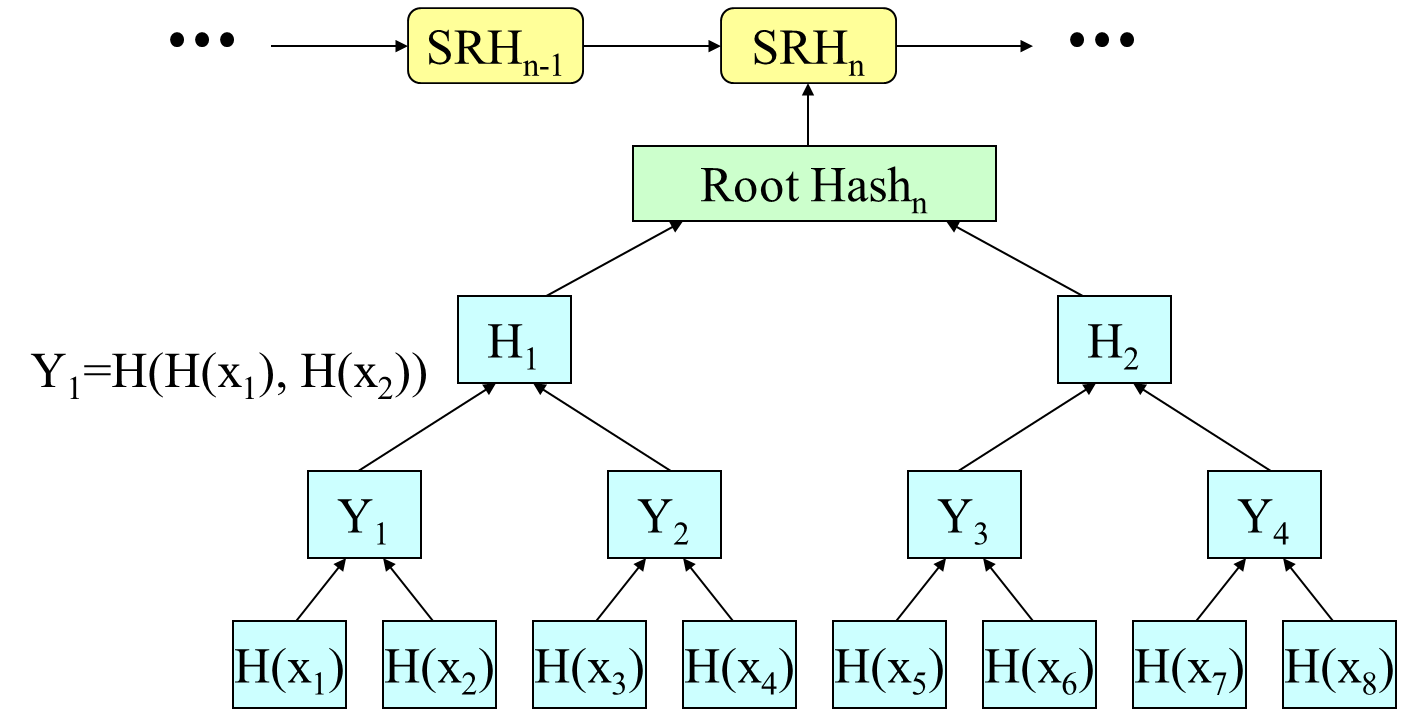 ••• SRHn-1 SRHn •••
Root Hashn
H1 H2
Y1=H(H(x1), H(x2))
Y1 Y2 Y3 Y4
H(x1) H(x2) H(x3) H(x4) H(x5) H(x6) H(x7) H(x8)